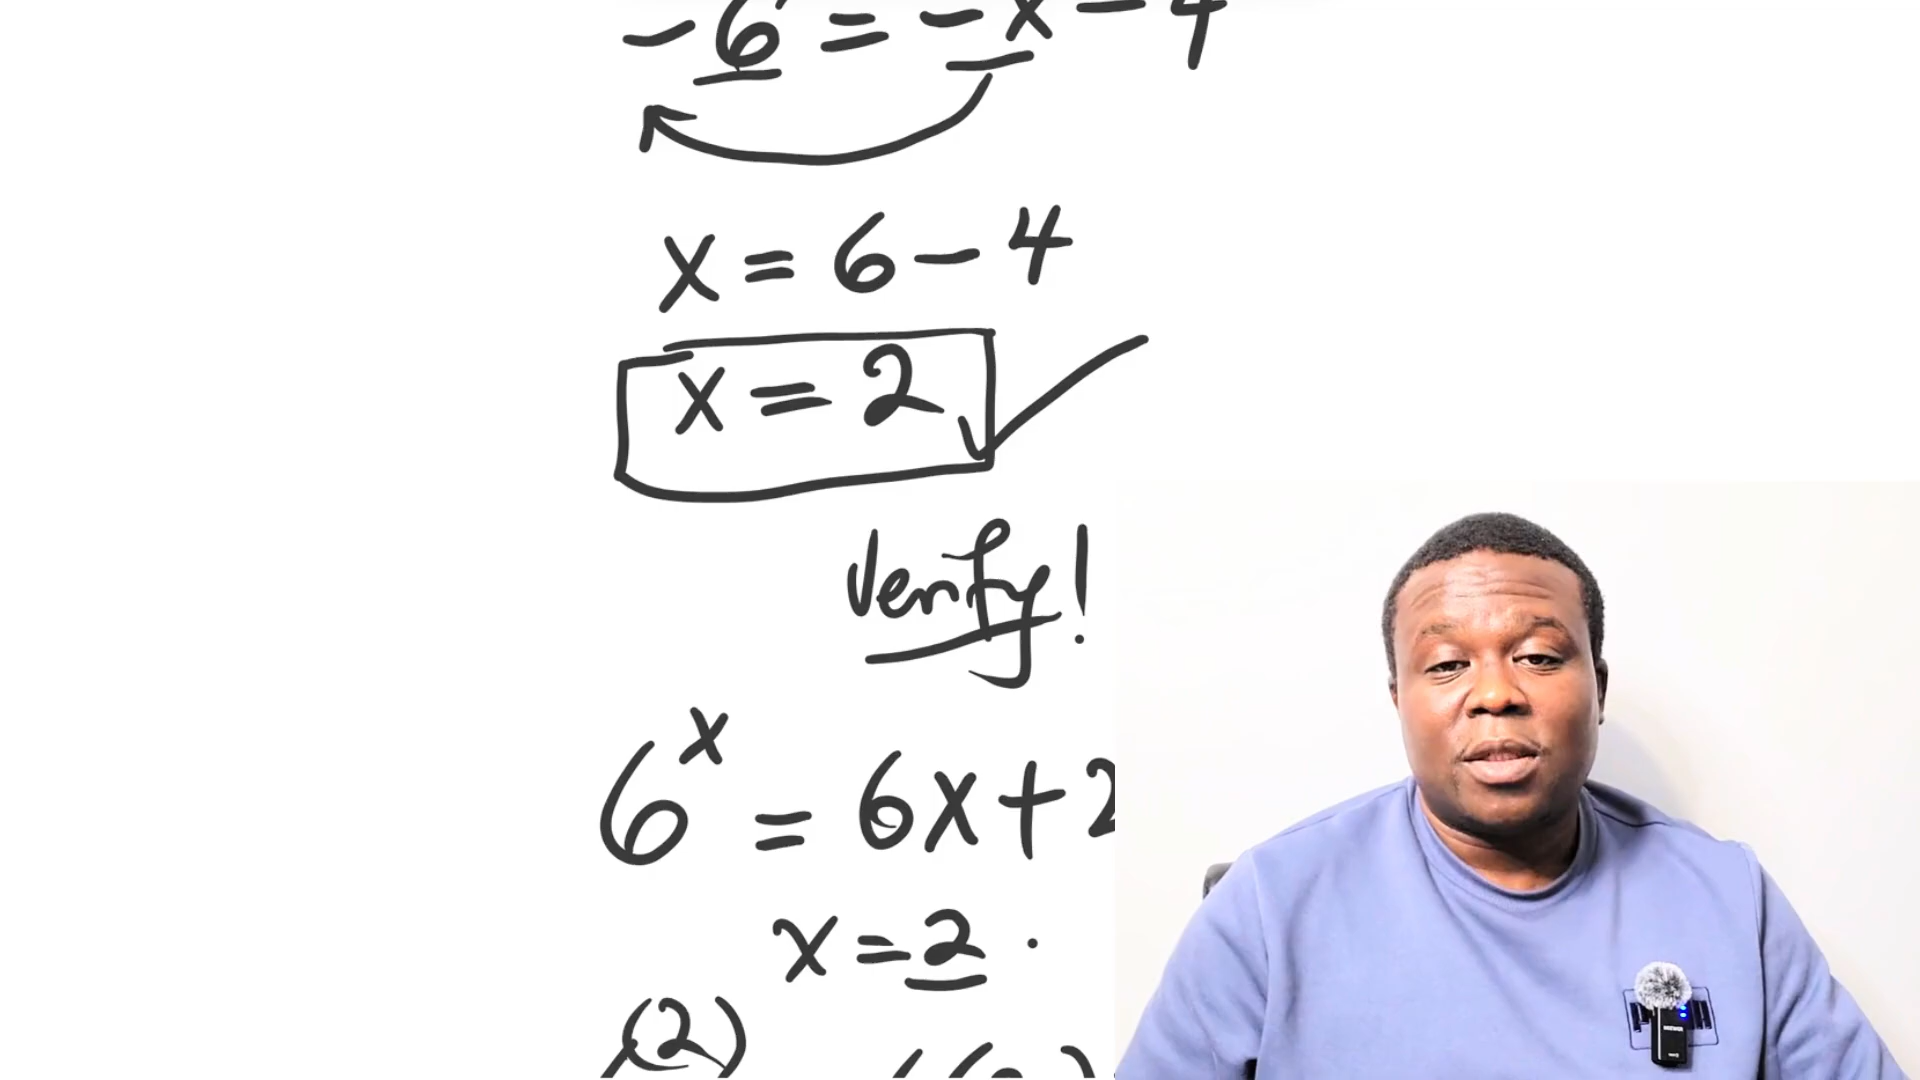 -6 = -x - 4
x = 6 - 4
x = 2
Verify!
6^x = 6x + 2
x = 2 .
(2)